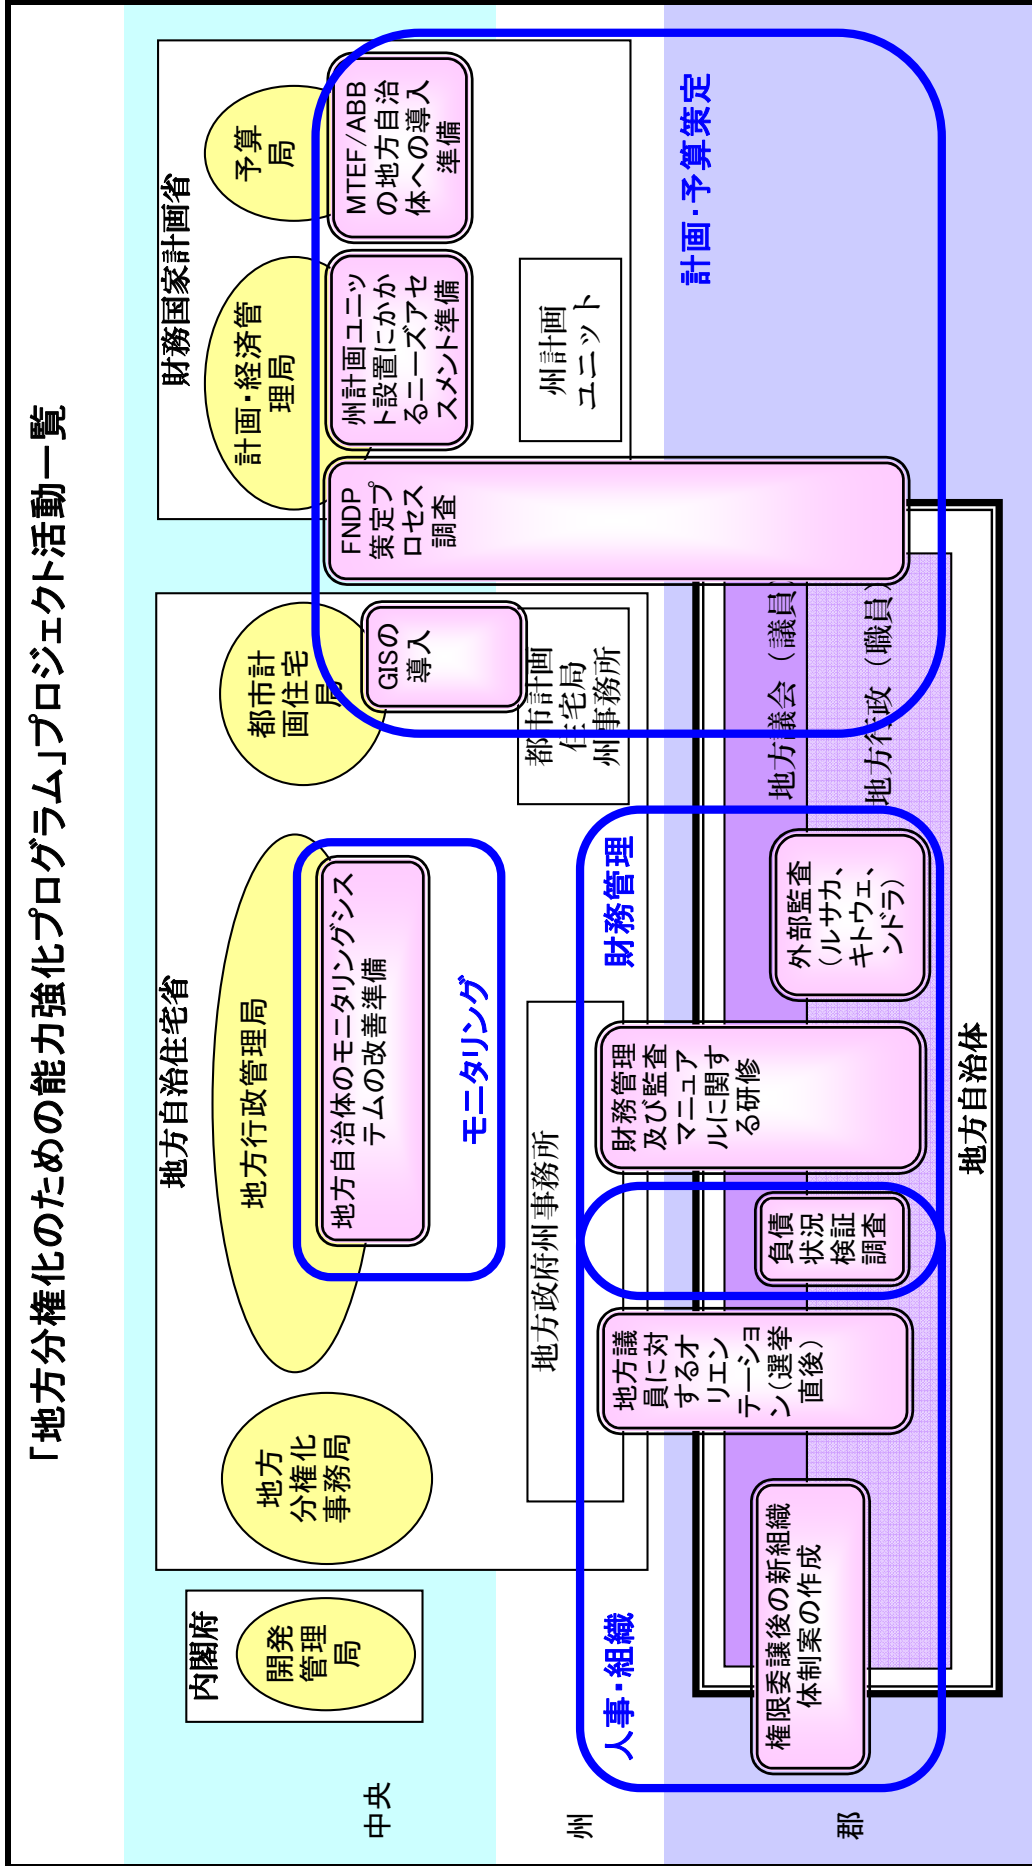 「地方分権化のための能力強化プログラム」プロジェクト活動一覧
中央
州
郡
内閣府
開発
管理
局
地方自治住宅省
地方
分権化
事務局
地方行政管理局
地方自治体のモニタリングシス
テムの改善準備
モニタリング
都市計
画住宅
局
GISの
導入
都市計画
住宅局
州事務所
地方政府州事務所
財務国家計画省
計画・経済管
理局
予算
局
州計画ユニッ
ト設置にかか
るニーズアセ
スメント準備
MTEF/ABB
の地方自治
体への導入
準備
FNDP
策定プ
ロセス
調査
州計画
ユニット
計画・予算策定
人事・組織
権限委譲後の新組織
体制案の作成
地方議
員に対
するオ
リエン
テーショ
ン(選挙
直後)
負債
状況
検証
調査
財務管理
財務管理
及び監査
マニュア
ルに関す
る研修
外部監査
(ルサカ、
キトウェ、
ンドラ)
地方議会（議員）
地方行政（職員）
地方自治体